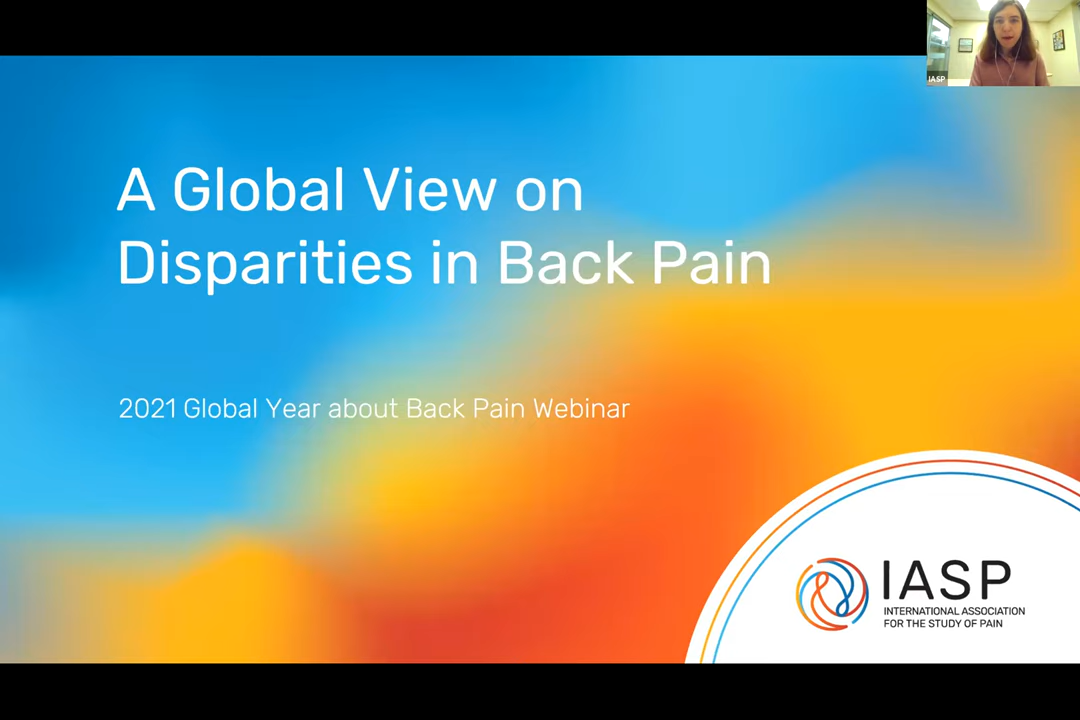 IASP
A Global View on
Disparities in Back Pain
2021 Global Year about Back Pain Webinar
IASP
INTERNATIONAL ASSOCIATION
FOR THE STUDY OF PAIN